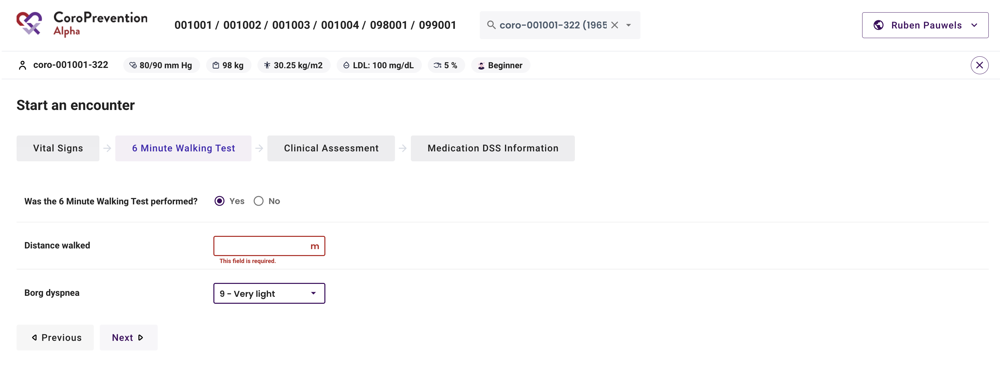 CoroPrevention
Alpha
001001 / 001002 / 001003 / 001004 / 098001 / 099001
coro-001001-322 (1965
Ruben Pauwels
coro-001001-322
80/90 mm Hg
98 kg
30.25 kg/m2
LDL: 100 mg/dL
5 %
Beginner
Start an encounter
Vital Signs
6 Minute Walking Test
Clinical Assessment
Medication DSS Information
Was the 6 Minute Walking Test performed?
Yes
No
Distance walked
m
This field is required.
Borg dyspnea
9 - Very light
Previous
Next